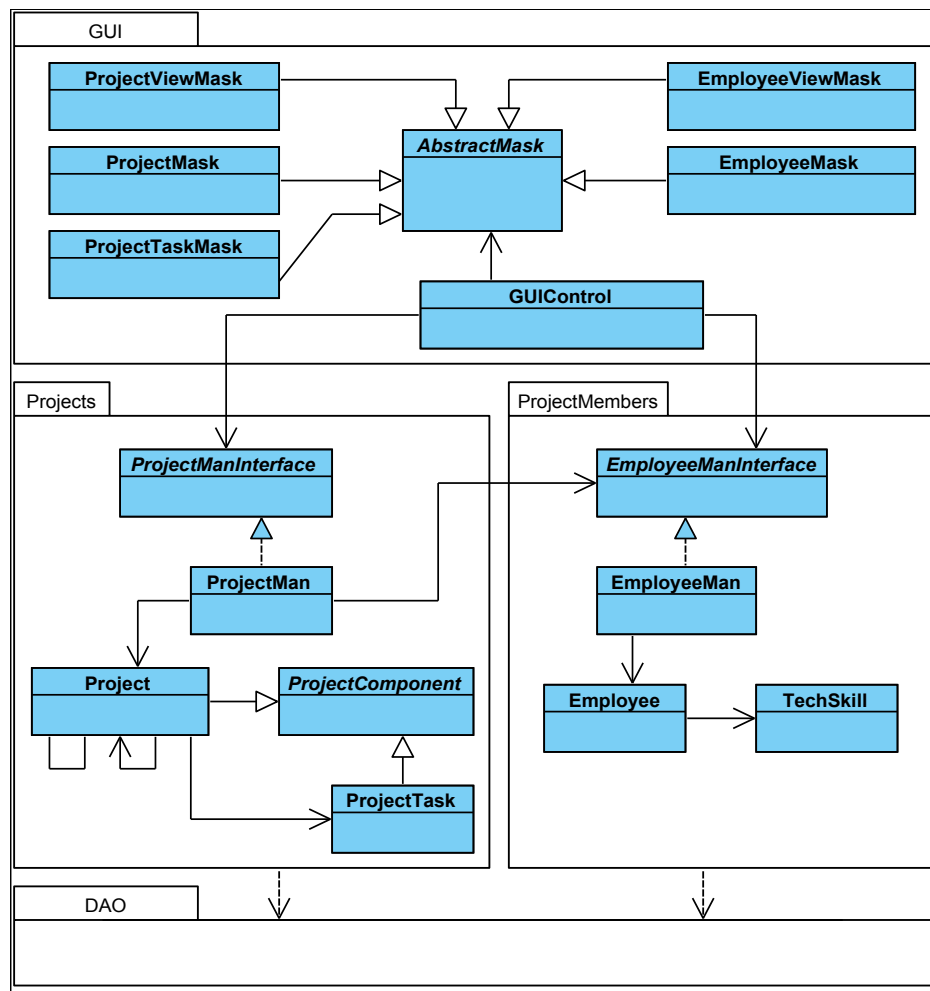 GUI
ProjectViewMask
EmployeeViewMask
AbstractMask
ProjectMask
EmployeeMask
ProjectTaskMask
GUIControl
Projects
ProjectMembers
ProjectManInterface
EmployeeManInterface
ProjectMan
EmployeeMan
Project
ProjectComponent
Employee
TechSkill
ProjectTask
DAO